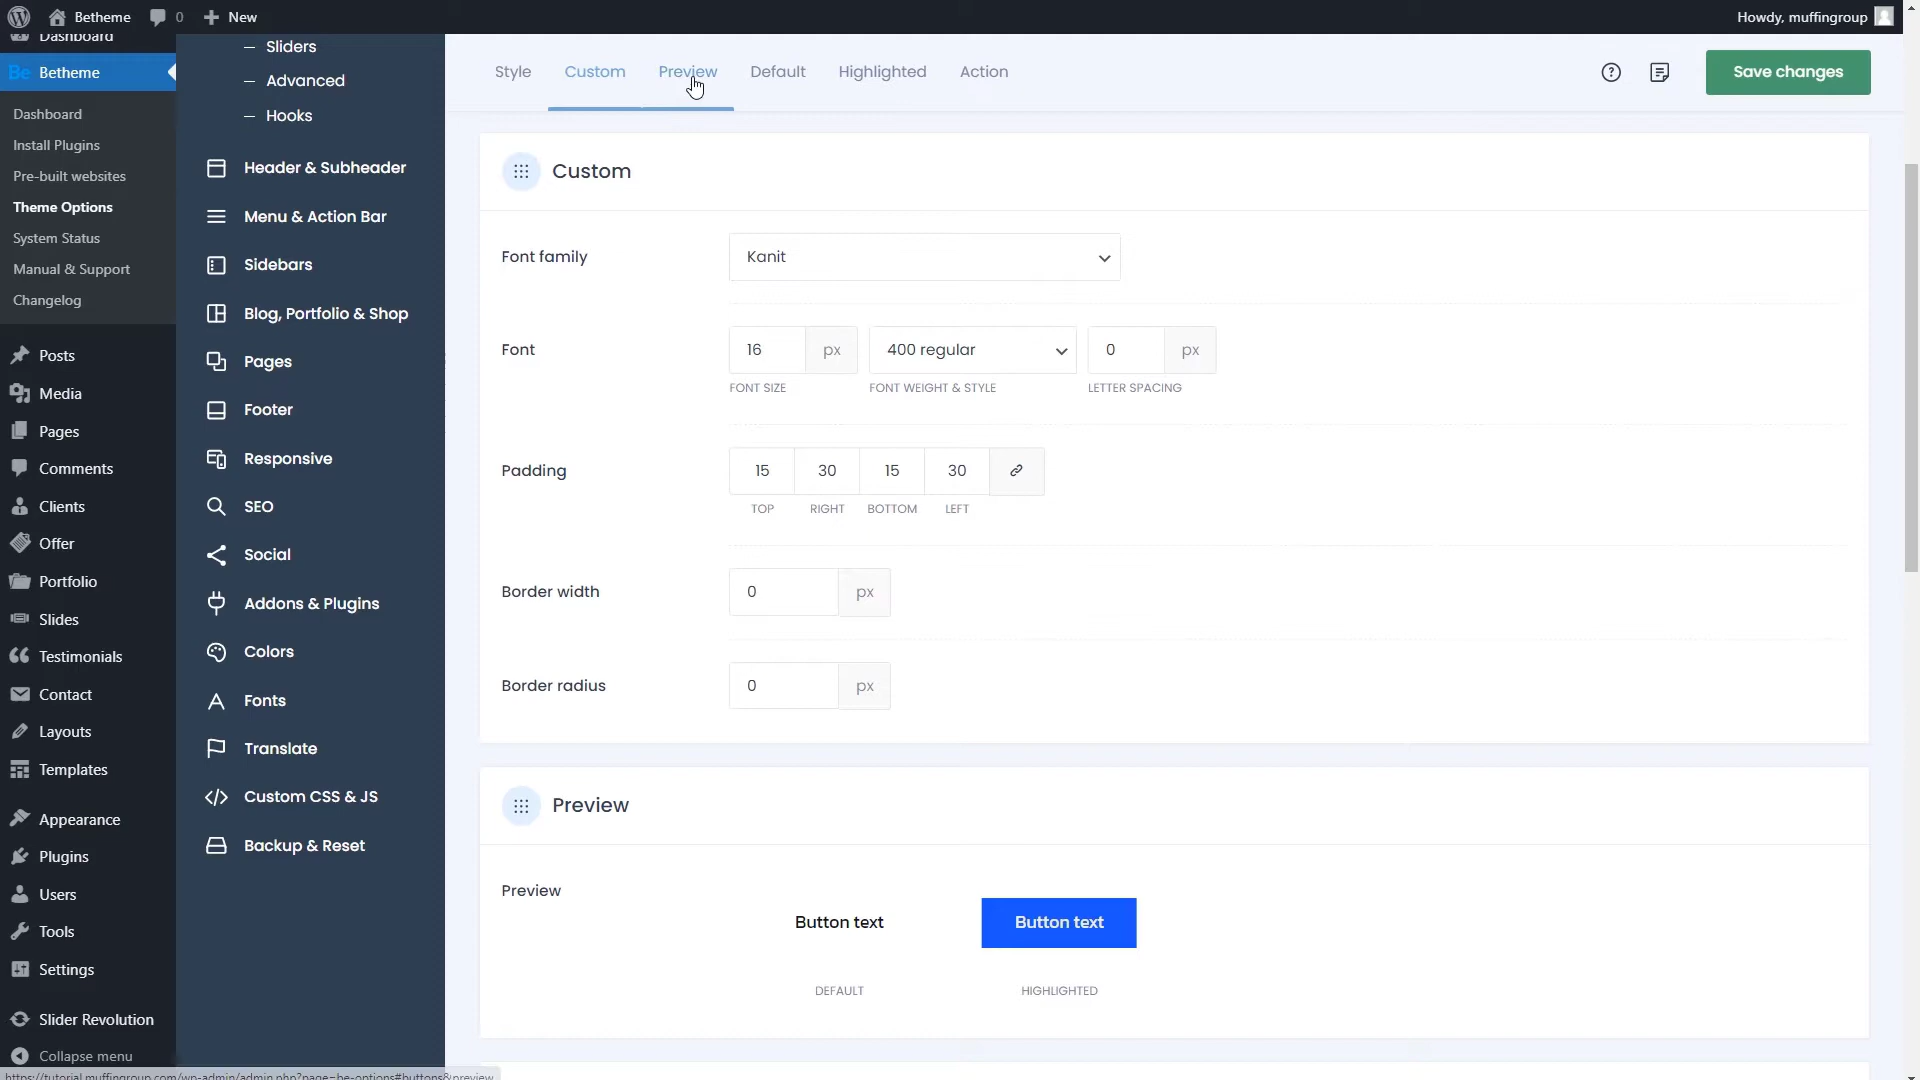 Betheme
0
New
Howdy, muffingroup
Dashboard
Be Betheme
Dashboard
Install Plugins
Pre-built websites
Theme Options
System Status
Manual & Support
Changelog
Posts
Media
Pages
Comments
Clients
Offer
Portfolio
Slides
Testimonials
Contact
Layouts
Templates
Appearance
Plugins
Users
Tools
Settings
Slider Revolution
Collapse menu
— Sliders
— Advanced
— Hooks
Header & Subheader
Menu & Action Bar
Sidebars
Blog, Portfolio & Shop
Pages
Footer
Responsive
SEO
Social
Addons & Plugins
Colors
Fonts
Translate
Custom CSS & JS
Backup & Reset
Style Custom Preview Default Highlighted Action
Save changes
Custom
Font family Kanit
Font 16 px 400 regular 0 px
FONT SIZE FONT WEIGHT & STYLE LETTER SPACING
Padding 15 30 15 30
TOP RIGHT BOTTOM LEFT
Border width 0 px
Border radius 0 px
Preview
Preview
Button text Button text
DEFAULT HIGHLIGHTED
https://tutorial.muffingroup.com/wp-admin/admin.php?page=be-options#buttons&preview